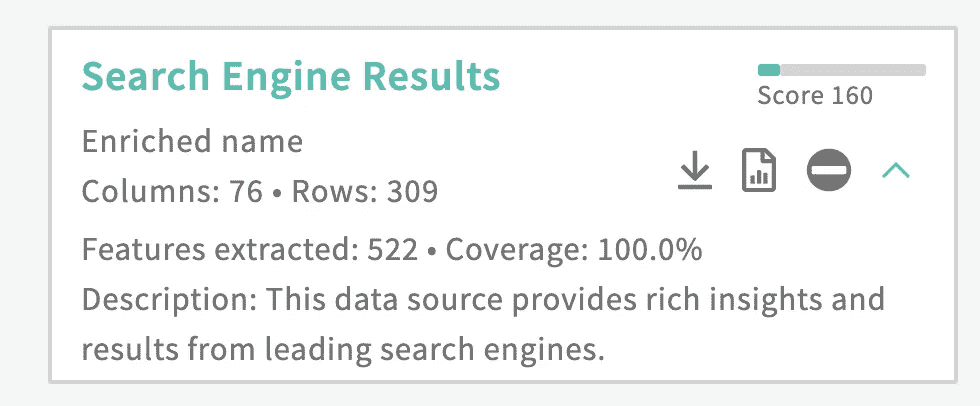 Search Engine Results
Score 160
Enriched name
Columns: 76 • Rows: 309
Features extracted: 522 • Coverage: 100.0%
Description: This data source provides rich insights and
results from leading search engines.